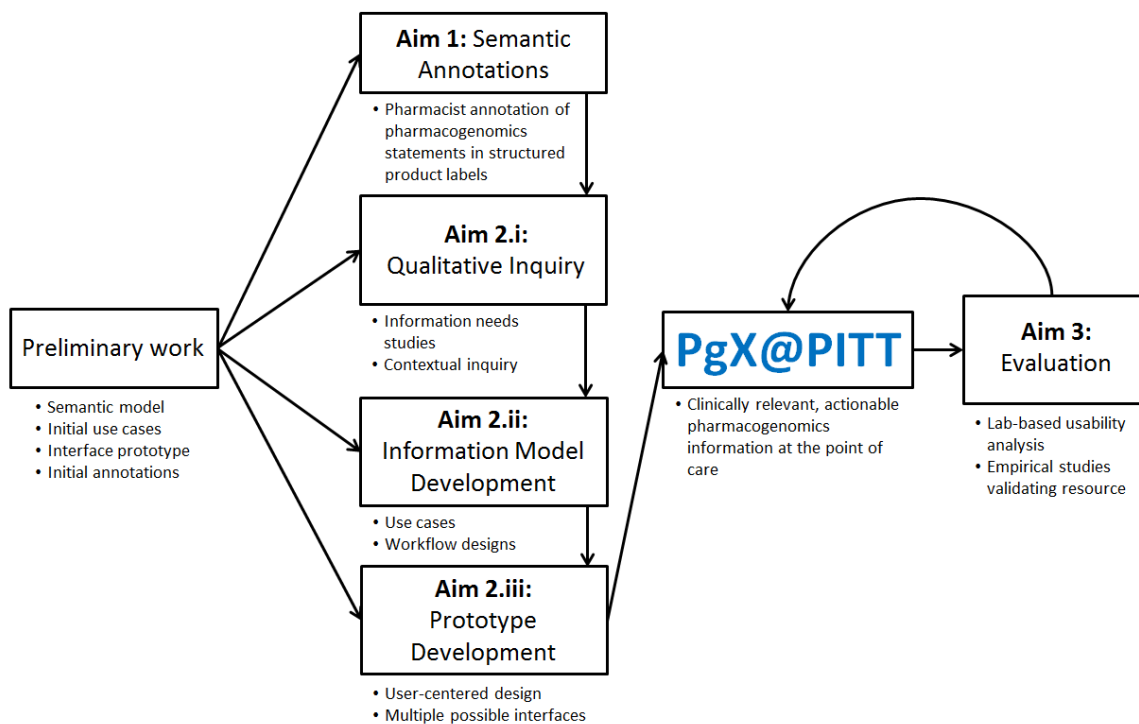 Aim 1: Semantic
Annotations
• Pharmacist annotation of
pharmacogenomics
statements in structured
product labels
Aim 2.i:
Qualitative Inquiry
• Information needs
studies
• Contextual inquiry
Preliminary work
• Semantic model
• Initial use cases
• Interface prototype
• Initial annotations
Aim 2.ii:
Information Model
Development
• Use cases
• Workflow designs
Aim 2.iii:
Prototype
Development
• User-centered design
• Multiple possible interfaces
PgX@PITT
• Clinically relevant, actionable
pharmacogenomics
information at the point of
care
Aim 3:
Evaluation
• Lab-based usability
analysis
• Empirical studies
validating resource